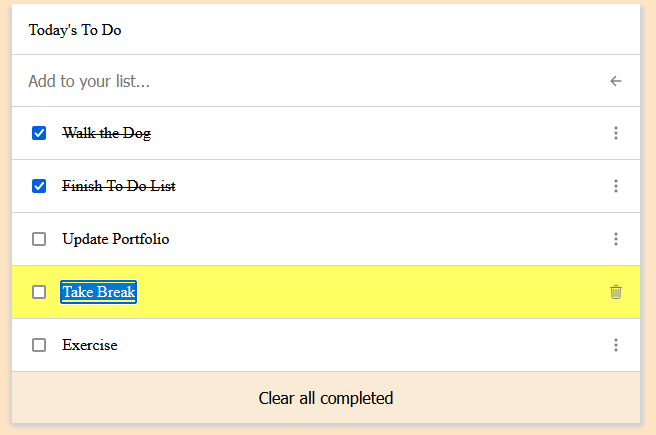 Today's To Do
Add to your list...
Walk the Dog
Finish To Do List
Update Portfolio
Take Break
Exercise
Clear all completed